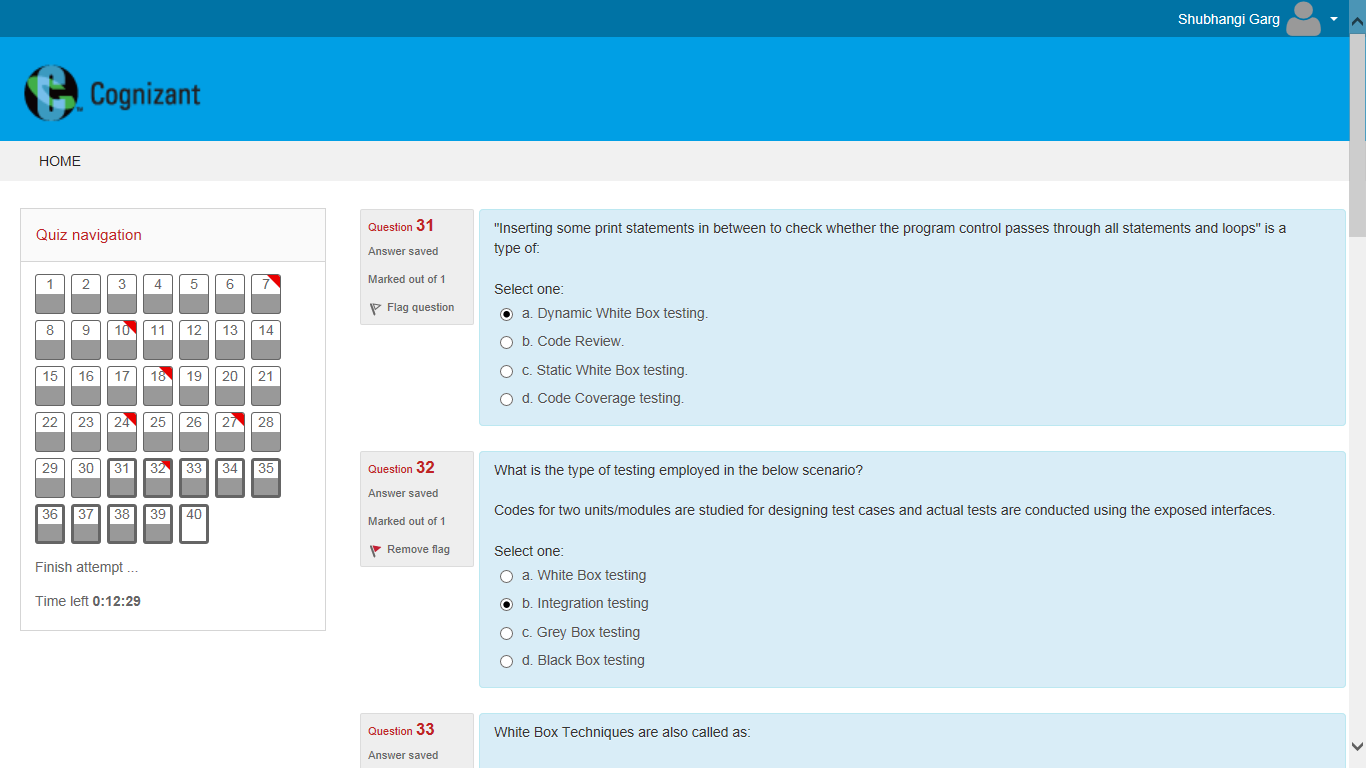 Shubhangi Garg
Cognizant
HOME
Quiz navigation
1 2 3 4 5 6 7
8 9 10 11 12 13 14
15 16 17 18 19 20 21
22 23 24 25 26 27 28
29 30 31 32 33 34 35
36 37 38 39 40
Finish attempt ...
Time left 0:12:29
Question 31
Answer saved
Marked out of 1
Flag question
"Inserting some print statements in between to check whether the program control passes through all statements and loops" is a
type of:
Select one:
a. Dynamic White Box testing.
b. Code Review.
c. Static White Box testing.
d. Code Coverage testing.
Question 32
Answer saved
Marked out of 1
Remove flag
What is the type of testing employed in the below scenario?
Codes for two units/modules are studied for designing test cases and actual tests are conducted using the exposed interfaces.
Select one:
a. White Box testing
b. Integration testing
c. Grey Box testing
d. Black Box testing
Question 33
Answer saved
White Box Techniques are also called as: